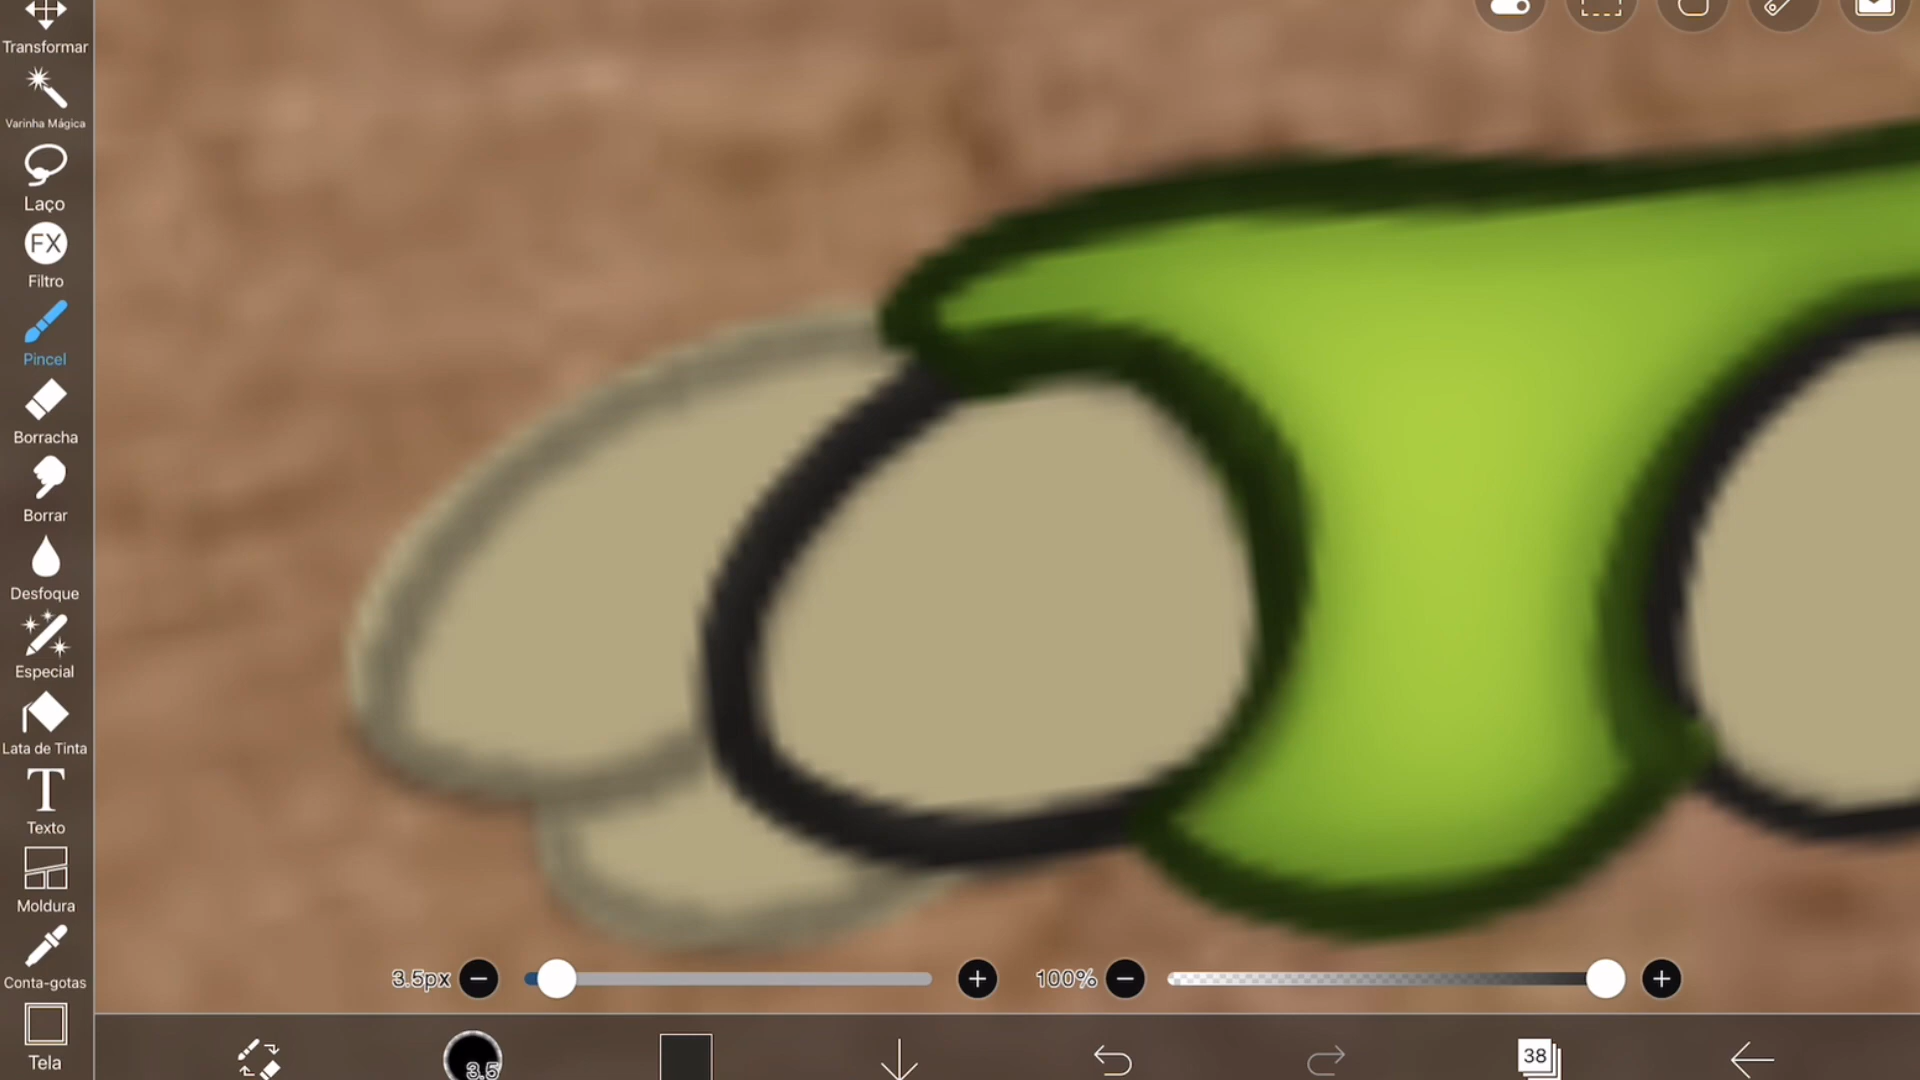 Transformar
Varinha Mágica
Laço
FX
Filtro
Pincel
Borracha
Borrar
Desfoque
Especial
Lata de Tinta
T
Texto
Moldura
Conta-gotas
Tela
3.5px
100%
3.5
38